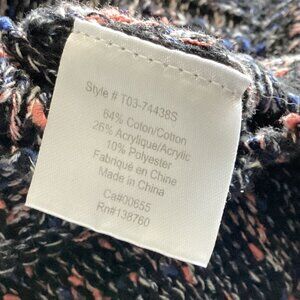 Style # T03-74438S
64% Coton/Cotton
26% Acrylique/Acrylic
10% Polyester
Fabriqué en Chine
Made in China
Ca#00655
Rn#138760